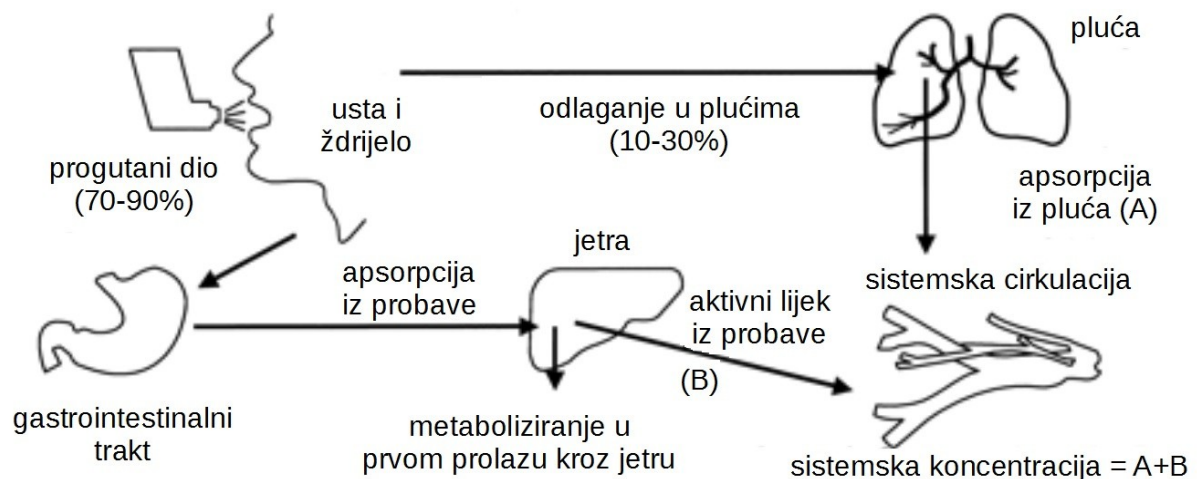 pluća
usta i
ždrijelo
odlaganje u plućima
(10-30%)
progutani dio
(70-90%)
apsorpcija
iz pluća (A)
jetra
apsorpcija
iz probave
aktivni lijek
iz probave
(B)
sistemska cirkulacija
gastrointestinalni
trakt
metaboliziranje u
prvom prolazu kroz jetru
sistemska koncentracija = A+B